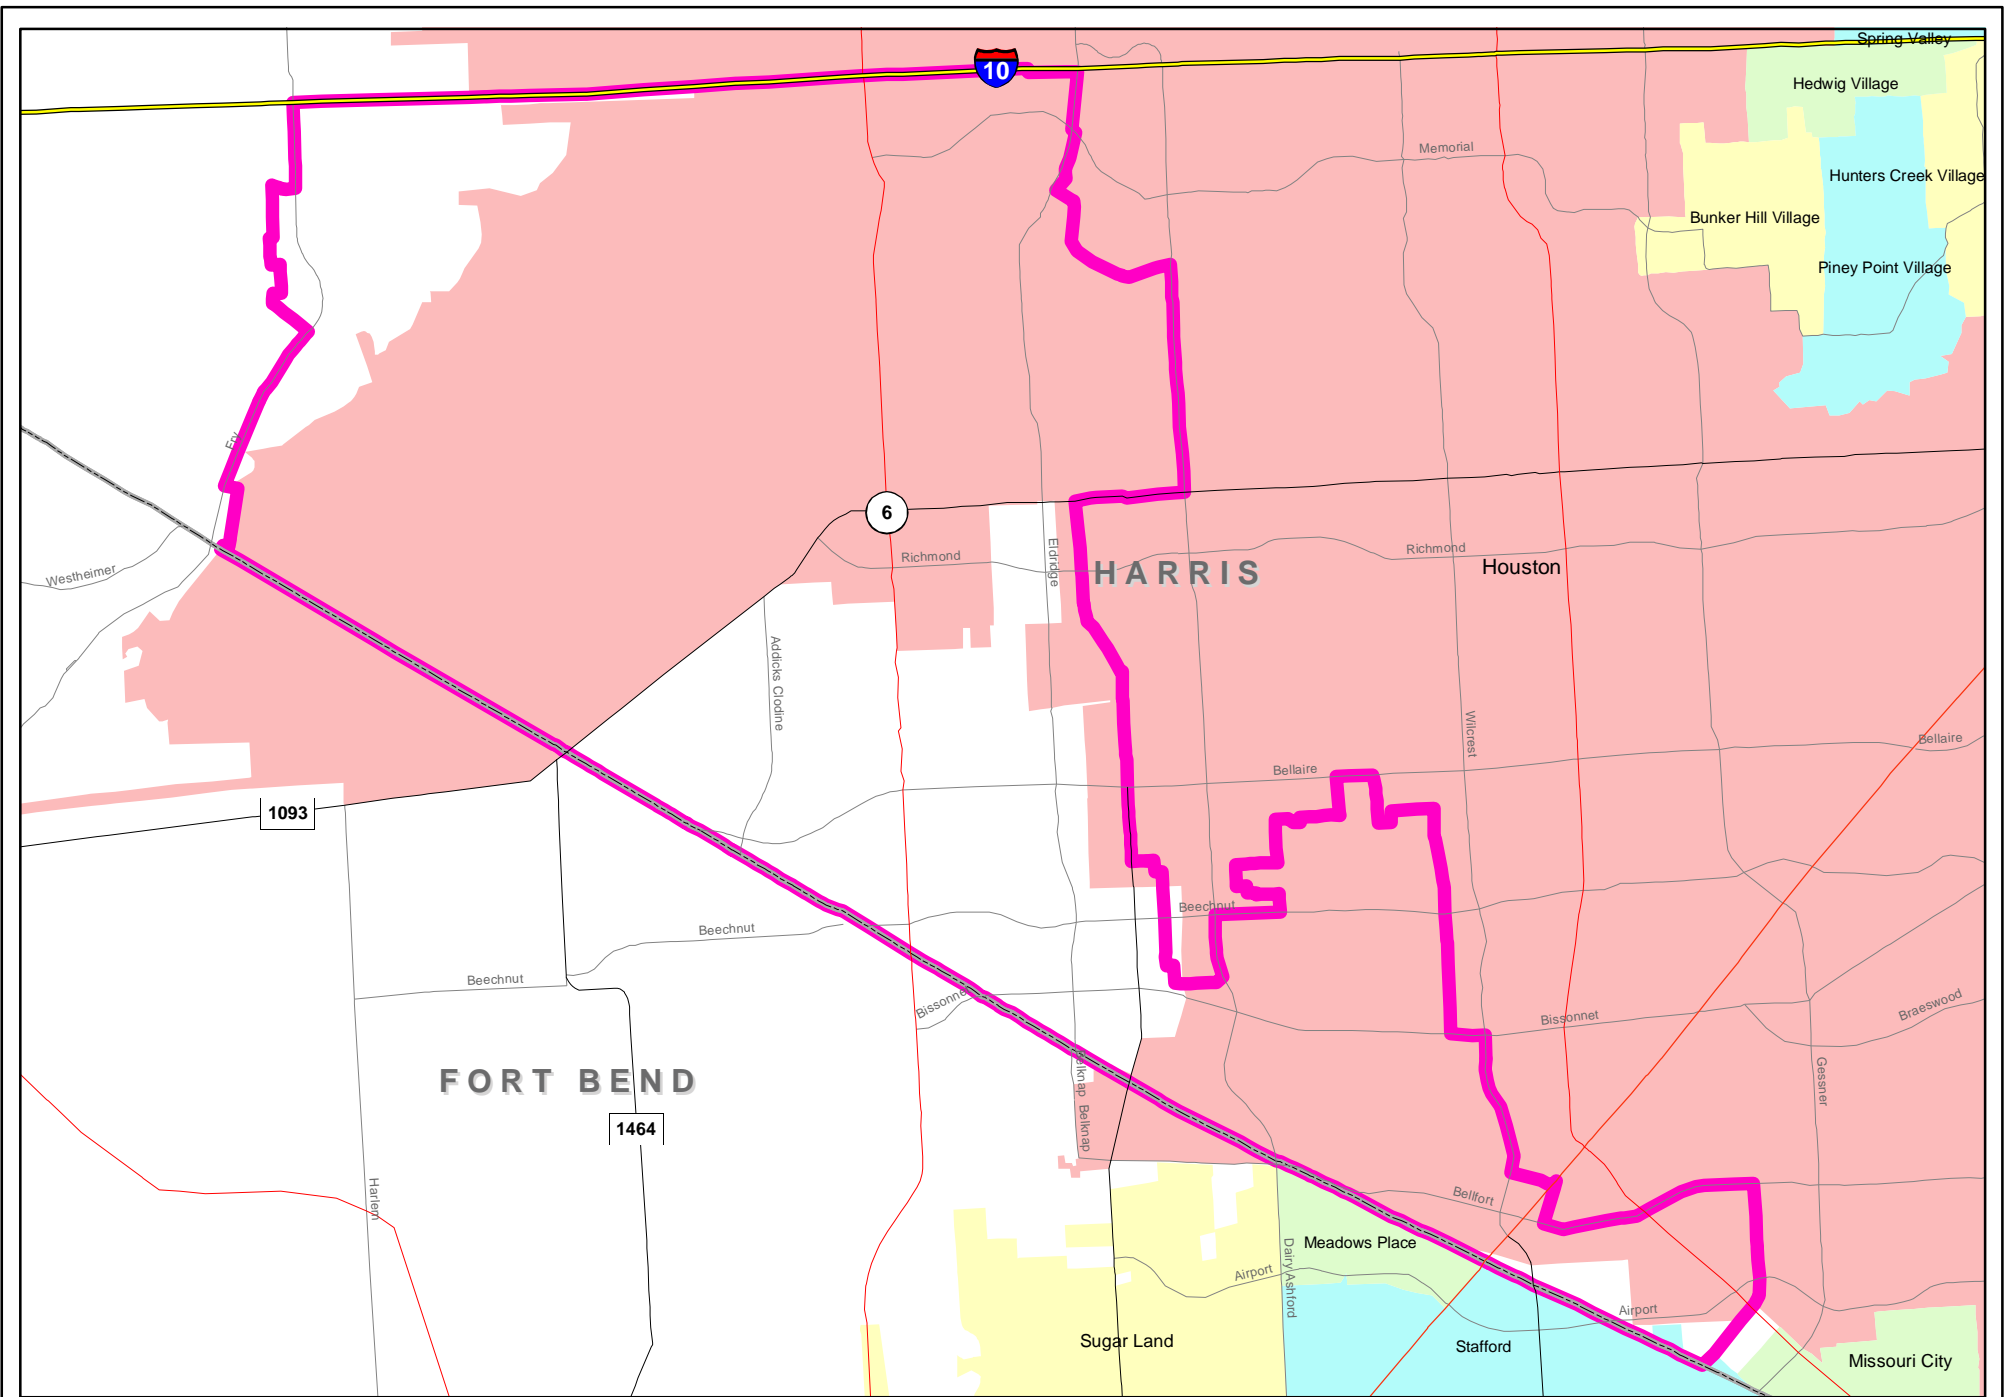 Spring Valley
10
Hedwig Village
Memorial
Hunters Creek Village
Bunker Hill Village
Piney Point Village
Fry
6
Richmond
Eldridge
Richmond
Houston
HARRIS
Westheimer
Addicks Clodine
Wilcrest
Bellaire
Bellaire
1093
Beechnut
Beechnut
Beechnut
Bissonnet
Bissonnet
Braeswood
FORT BEND
Belknap
Belknap
Gessner
1464
Harlem
Bellfort
Meadows Place
Dairy Ashford
Airport
Airport
Sugar Land
Stafford
Missouri City